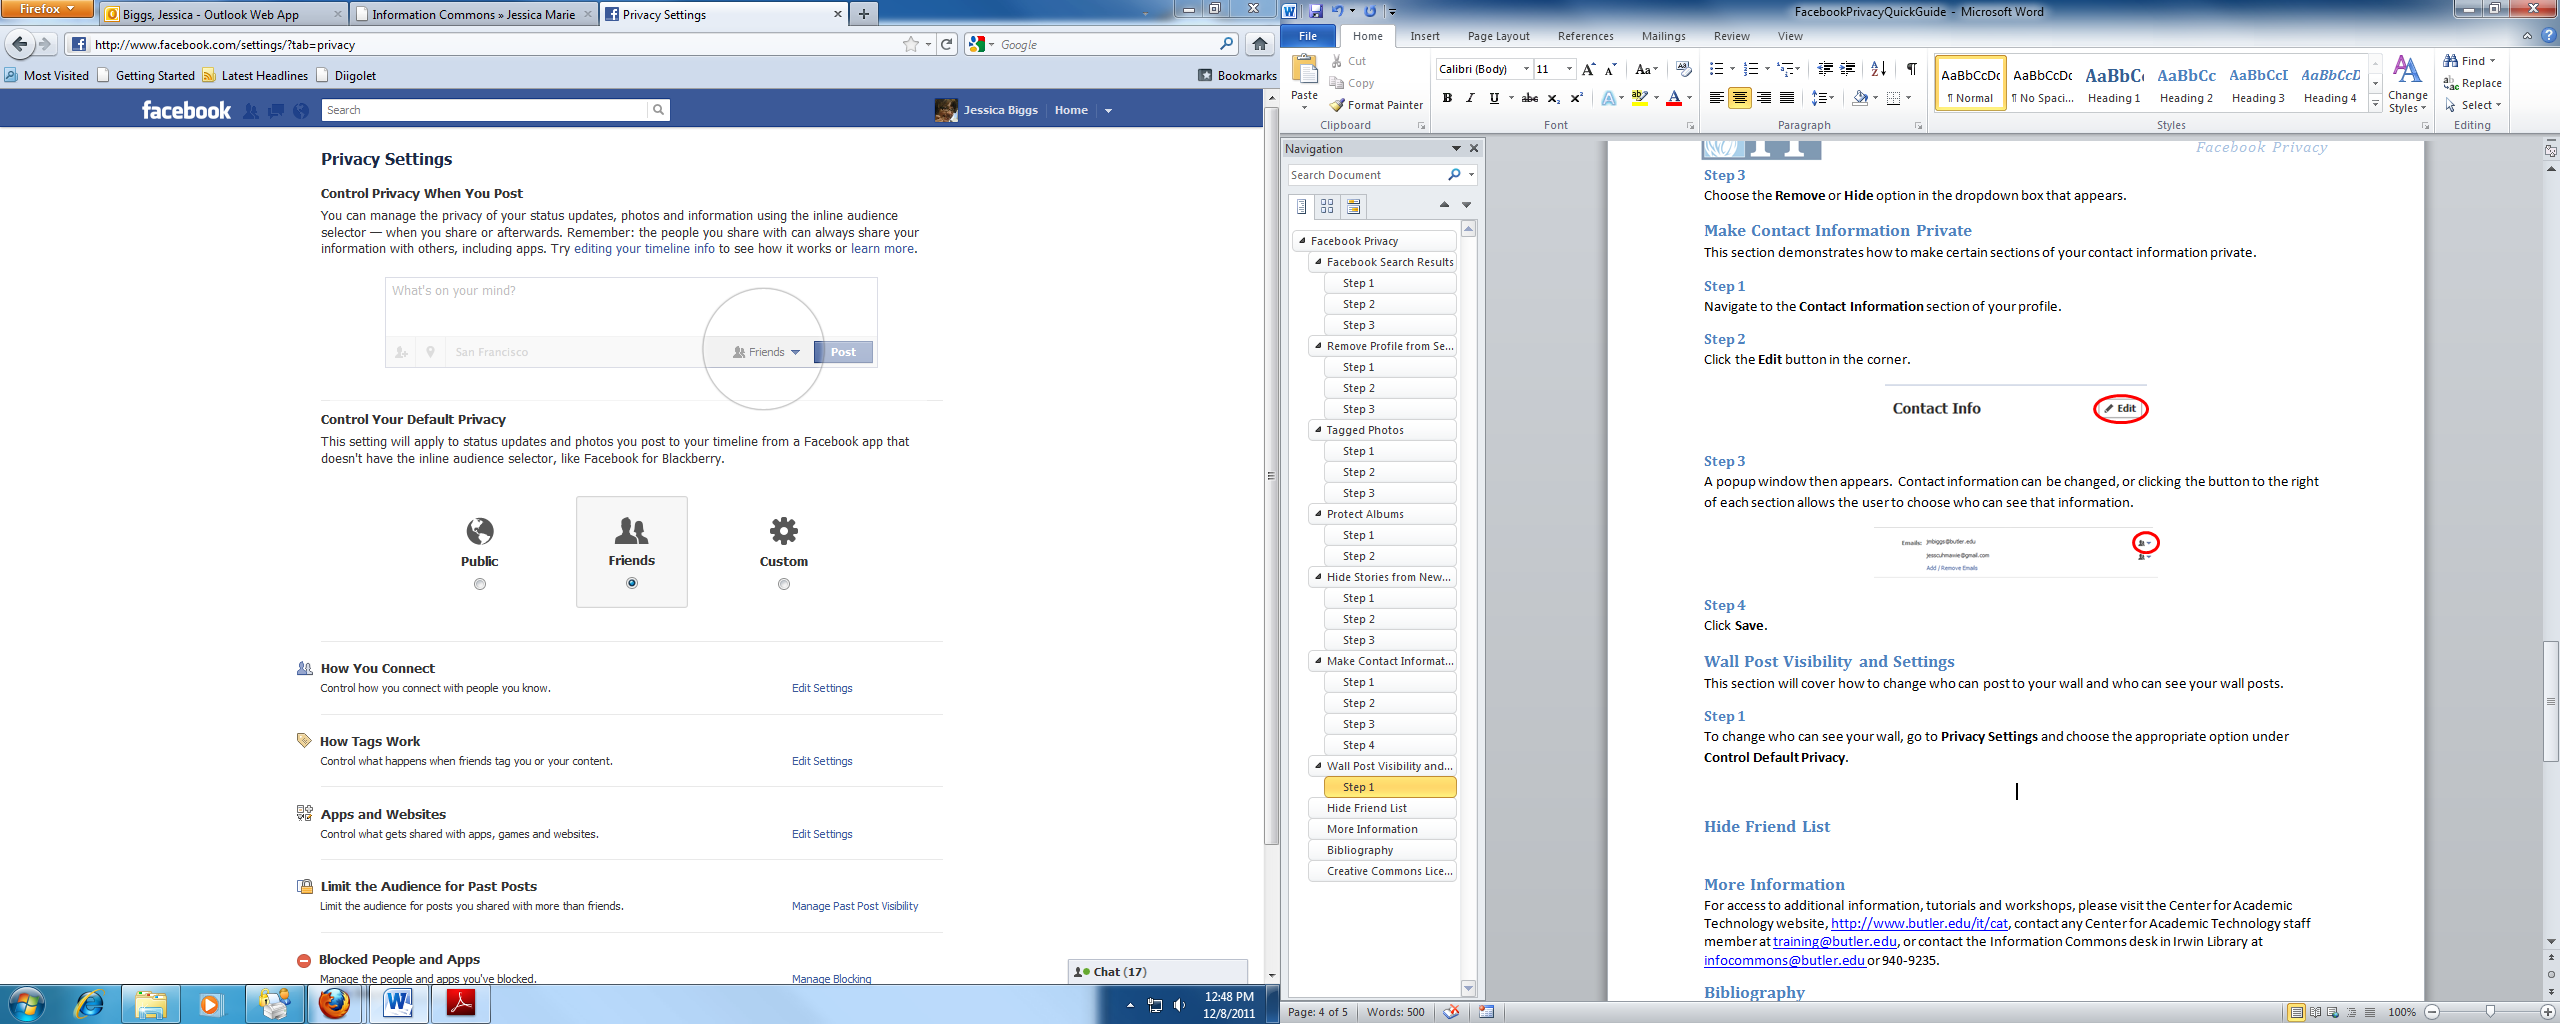 Firefox
Biggs, Jessica - Outlook Web App
Information Commons » Jessica Marie
Privacy Settings
http://www.facebook.com/settings/?tab=privacy
Google
Most Visited
Getting Started
Latest Headlines
Diigolet
Bookmarks
facebook
Search
Jessica Biggs
Home
Privacy Settings
Control Privacy When You Post
You can manage the privacy of your status updates, photos and information using the inline audience
selector — when you share or afterwards. Remember: the people you share with can always share your
information with others, including apps. Try editing your timeline info to see how it works or learn more.
What's on your mind?
San Francisco
Friends
Post
Control Your Default Privacy
This setting will apply to status updates and photos you post to your timeline from a Facebook app that
doesn't have the inline audience selector, like Facebook for Blackberry.
Public
Friends
Custom
How You Connect
Control how you connect with people you know.
Edit Settings
How Tags Work
Control what happens when friends tag you or your content.
Edit Settings
Apps and Websites
Control what gets shared with apps, games and websites.
Edit Settings
Limit the Audience for Past Posts
Limit the audience for posts you shared with more than friends.
Manage Past Post Visibility
Blocked People and Apps
Manage the people and apps you've blocked.
Manage Blocking
Chat (17)
12:48 PM
12/8/2011
FacebookPrivacyQuickGuide - Microsoft Word
File
Home
Insert
Page Layout
References
Mailings
Review
View
Paste
Cut
Copy
Format Painter
Clipboard
Calibri (Body)
11
Font
Paragraph
AaBbCcDc
¶ Normal
AaBbCcDc
¶ No Spaci...
AaBbC
Heading 1
AaBbCc
Heading 2
AaBbCcI
Heading 3
AaBbCcD
Heading 4
Change
Styles
Styles
Find
Replace
Select
Editing
Navigation
Search Document
Facebook Privacy
Facebook Search Results
Step 1
Step 2
Step 3
Remove Profile from Se...
Step 1
Step 2
Step 3
Tagged Photos
Step 1
Step 2
Step 3
Protect Albums
Step 1
Step 2
Hide Stories from New...
Step 1
Step 2
Step 3
Make Contact Informat...
Step 1
Step 2
Step 3
Step 4
Wall Post Visibility and...
Step 1
Hide Friend List
More Information
Bibliography
Creative Commons Lice...
Facebook Privacy
Step 3
Choose the Remove or Hide option in the dropdown box that appears.
Make Contact Information Private
This section demonstrates how to make certain sections of your contact information private.
Step 1
Navigate to the Contact Information section of your profile.
Step 2
Click the Edit button in the corner.
Contact Info
Edit
Step 3
A popup window then appears. Contact information can be changed, or clicking the button to the right
of each section allows the user to choose who can see that information.
Emails: jmbiggs@butler.edu
jesscuhmawie@gmail.com
Add / Remove Emails
Step 4
Click Save.
Wall Post Visibility and Settings
This section will cover how to change who can post to your wall and who can see your wall posts.
Step 1
To change who can see your wall, go to Privacy Settings and choose the appropriate option under
Control Default Privacy.
Hide Friend List
More Information
For access to additional information, tutorials and workshops, please visit the Center for Academic
Technology website, http://www.butler.edu/it/cat, contact any Center for Academic Technology staff
member at training@butler.edu, or contact the Information Commons desk in Irwin Library at
infocommons@butler.edu or 940-9235.
Bibliography
Page: 4 of 5
Words: 500
100%